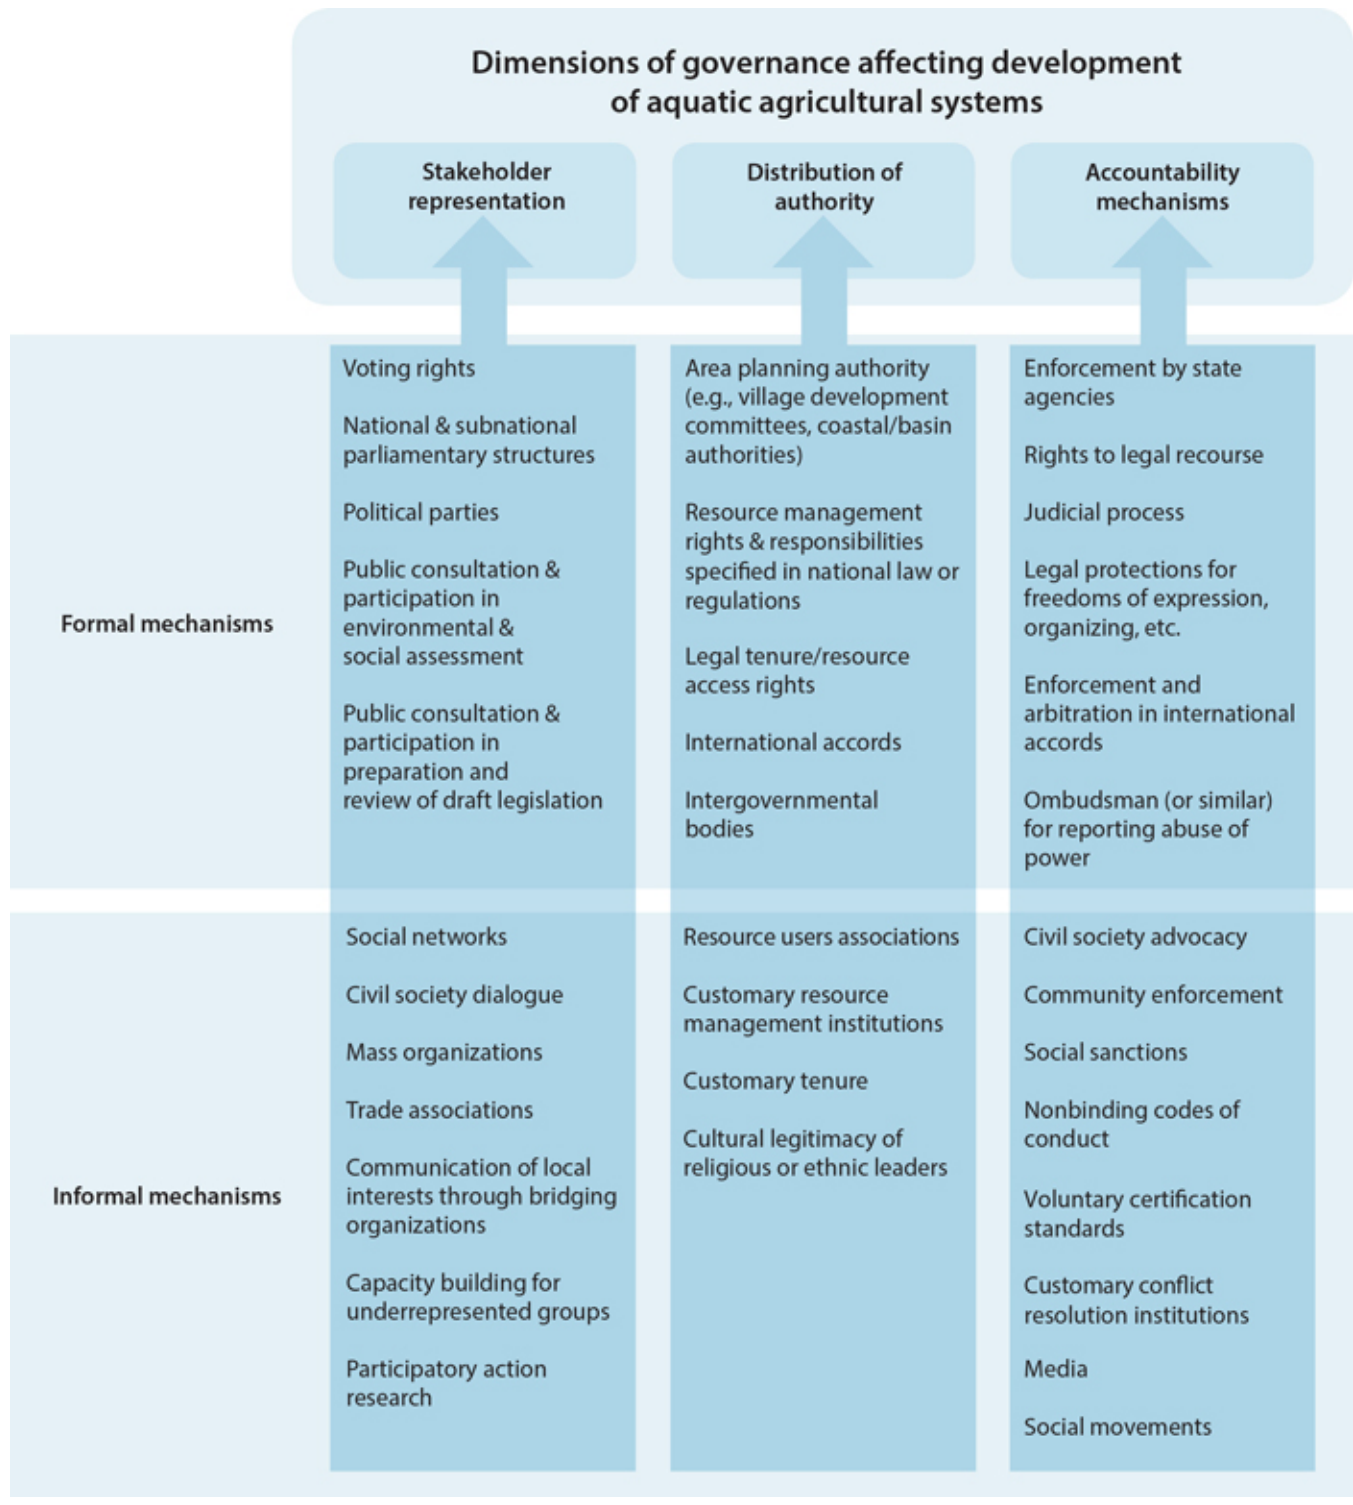 Dimensions of governance affecting development
of aquatic agricultural systems
Stakeholder
representation
Distribution of
authority
Accountability
mechanisms
Formal mechanisms
Voting rights
National & subnational
parliamentary structures
Political parties
Public consultation &
participation in
environmental &
social assessment
Public consultation &
participation in
preparation and
review of draft legislation
Area planning authority
(e.g., village development
committees, coastal/basin
authorities)
Resource management
rights & responsibilities
specified in national law or
regulations
Legal tenure/resource
access rights
International accords
Intergovernmental
bodies
Enforcement by state
agencies
Rights to legal recourse
Judicial process
Legal protections for
freedoms of expression,
organizing, etc.
Enforcement and
arbitration in international
accords
Ombudsman (or similar)
for reporting abuse of
power
Informal mechanisms
Social networks
Civil society dialogue
Mass organizations
Trade associations
Communication of local
interests through bridging
organizations
Capacity building for
underrepresented groups
Participatory action
research
Resource users associations
Customary resource
management institutions
Customary tenure
Cultural legitimacy of
religious or ethnic leaders
Civil society advocacy
Community enforcement
Social sanctions
Nonbinding codes of
conduct
Voluntary certification
standards
Customary conflict
resolution institutions
Media
Social movements